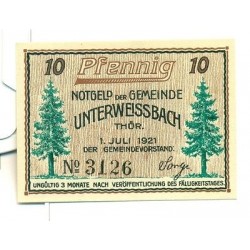 10 Pfennig 10
NOTGELD DER GEMEINDE
UNTERWEISSBACH
THÜR.
1. JULI 1921
DER GEMEINDEVORSTAND.
No 3126
UNGÜLTIG 3 MONATE NACH VERÖFFENTLICHUNG DES FÄLLIGKEITSTAGES.